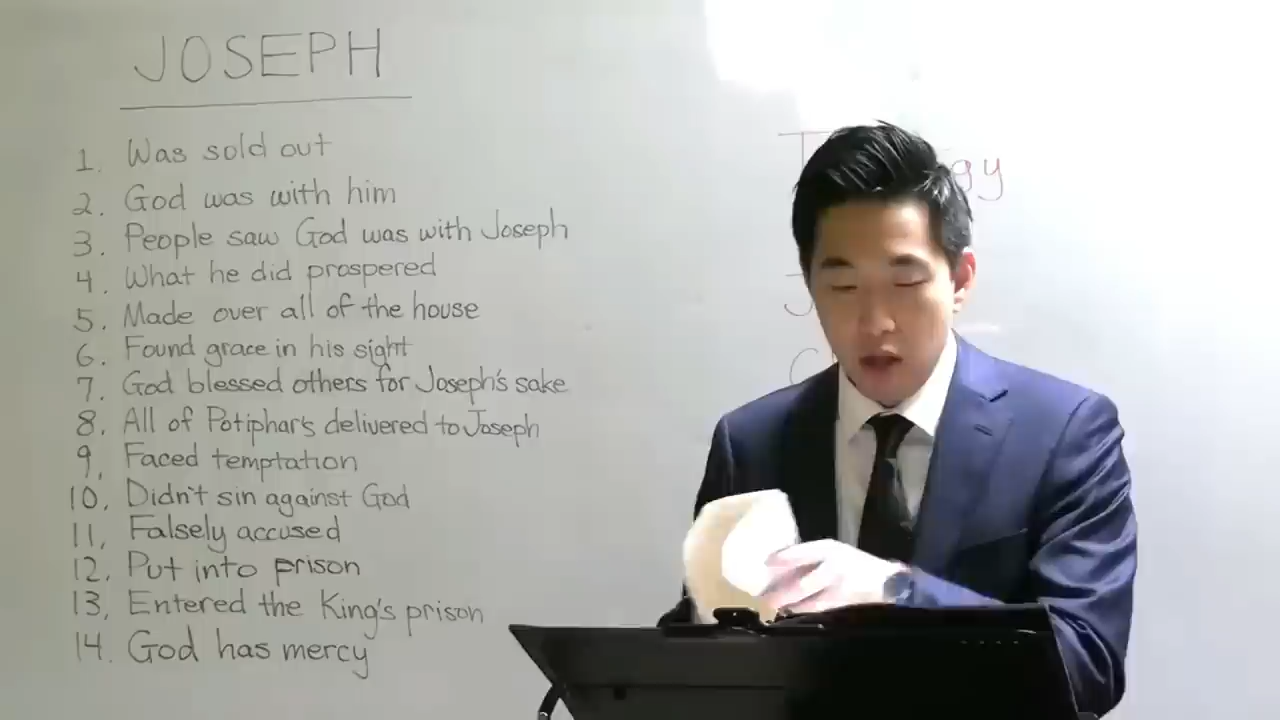 JOSEPH
1. Was sold out
2. God was with him
3. People saw God was with Joseph
4. What he did prospered
5. Made over all of the house
6. Found grace in his sight
7. God blessed others for Joseph's sake
8. All of Potiphar's delivered to Joseph
9. Faced temptation
10. Didn't sin against God
11. Falsely accused
12. Put into prison
13. Entered the King's prison
14. God has mercy